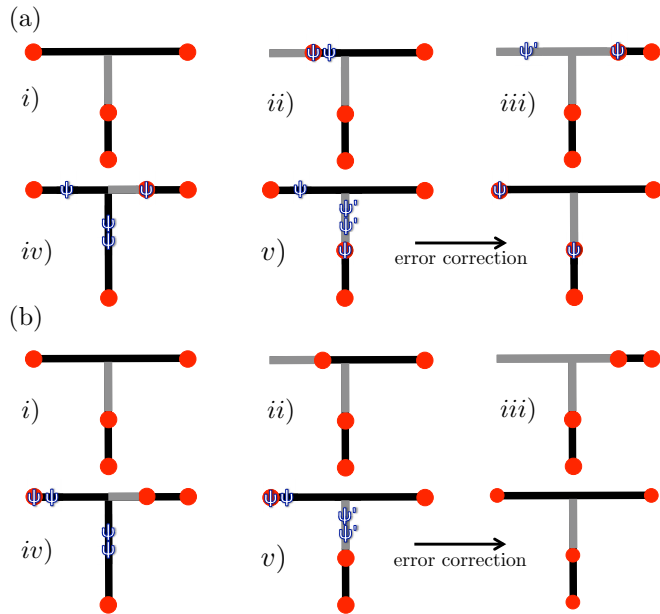 (a)
i) ii) ψ ψ iii) ψ' ψ
iv) ψ ψ ψ ψ v) ψ ψ' ψ' ψ error correction ψ ψ
(b)
i) ii) iii)
iv) ψ ψ ψ ψ v) ψ ψ ψ' ψ' error correction